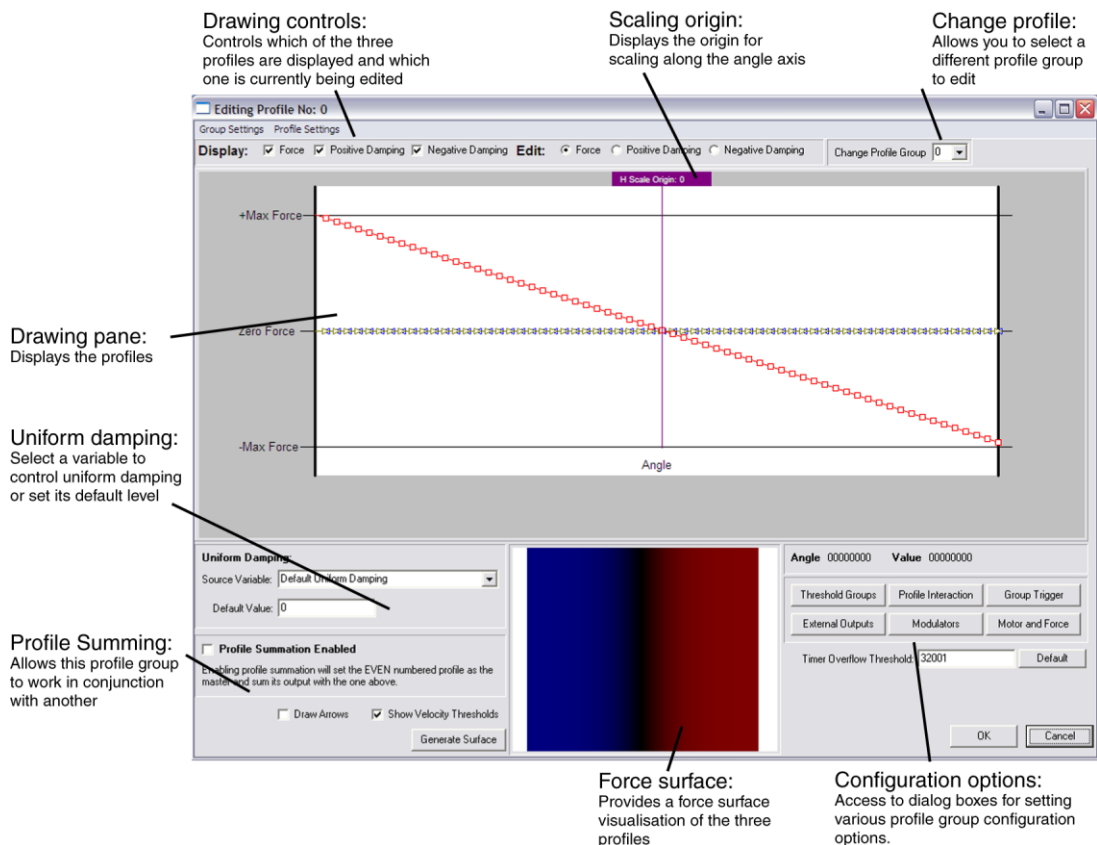 Drawing controls:
Controls which of the three
profiles are displayed and which
one is currently being edited
Scaling origin:
Displays the origin for
scaling along the angle axis
Change profile:
Allows you to select a
different profile group
to edit
Editing Profile No: 0
Group Settings Profile Settings
Display: Force Positive Damping Negative Damping Edit: Force Positive Damping Negative Damping Change Profile Group 0
H Scale Origin: 0
+Max Force
Zero Force
-Max Force
Angle
Drawing pane:
Displays the profiles
Uniform damping:
Select a variable to
control uniform damping
or set its default level
Profile Summing:
Allows this profile group
to work in conjunction
with another
Uniform Damping:
Source Variable: Default Uniform Damping
Default Value: 0
Profile Summation Enabled
Enabling profile summation will set the EVEN numbered profile as the
master and sum its output with the one above.
Draw Arrows Show Velocity Thresholds
Generate Surface
Angle 00000000 Value 00000000
Threshold Groups Profile Interaction Group Trigger
External Outputs Modulators Motor and Force
Timer Overflow Threshold: 32001 Default
OK Cancel
Force surface:
Provides a force surface
visualisation of the three
profiles
Configuration options:
Access to dialog boxes for setting
various profile group configuration
options.